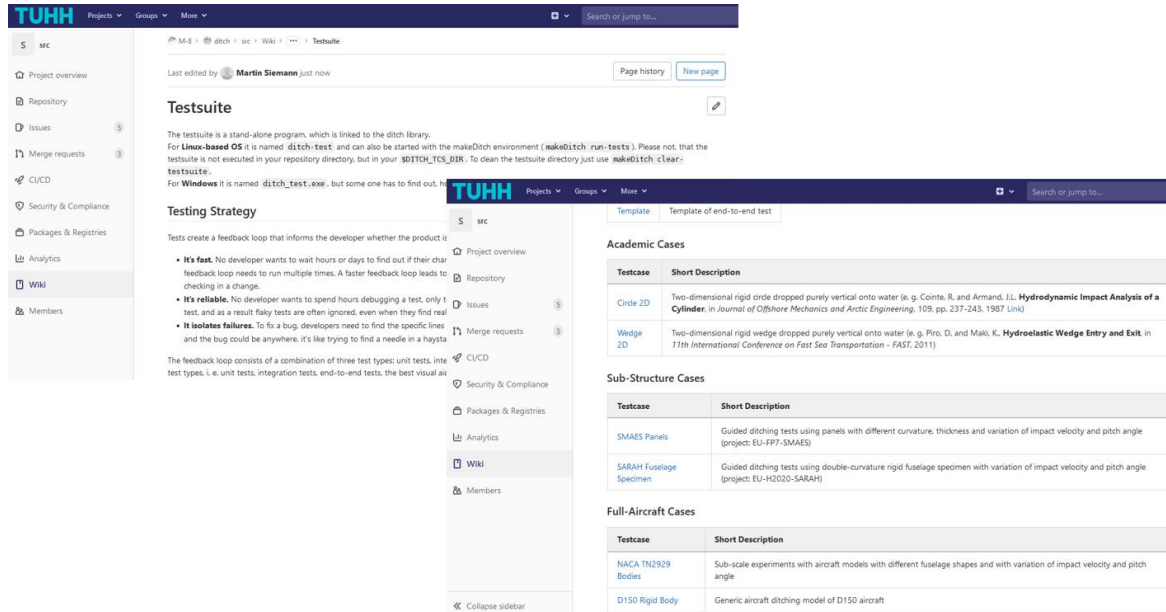 TUHH Projects Groups More Search or jump to...
S src
Project overview
Repository
Issues 5
Merge requests 3
CI/CD
Security & Compliance
Packages & Registries
Analytics
Wiki
Members
M-8 > ditch > src > Wiki > ... > Testsuite
Last edited by Martin Siemann just now Page history New page
Testsuite
The testsuite is a stand-alone program, which is linked to the ditch library.
For Linux-based OS it is named ditch-test and can also be started with the makeDitch environment ( makeDitch run-tests ). Please not, that the
testsuite is not executed in your repository directory, but in your $DITCH_TCS_DIR . To clean the testsuite directory just use makeDitch clear-
testsuite .
For Windows it is named ditch_test.exe , but some one has to find out, h
Testing Strategy
Tests create a feedback loop that informs the developer whether the product is
• It's fast. No developer wants to wait hours or days to find out if their char
feedback loop needs to run multiple times. A faster feedback loop leads to
checking in a change.
• It's reliable. No developer wants to spend hours debugging a test, only t
test, and as a result flaky tests are often ignored, even when they find real
• It isolates failures. To fix a bug, developers need to find the specific lines
and the bug could be anywhere, it's like trying to find a needle in a haysta
The feedback loop consists of a combination of three test types: unit tests, inte
test types, i. e. unit tests, integration tests, end-to-end tests, the best visual aid
TUHH Projects Groups More Search or jump to...
S src
Project overview
Repository
Issues 5
Merge requests 3
CI/CD
Security & Compliance
Packages & Registries
Analytics
Wiki
Members
Collapse sidebar
Template Template of end-to-end test
Academic Cases
Testcase Short Description
Circle 2D Two-dimensional rigid circle dropped purely vertical onto water (e. g. Cointe, R. and Armand, J.L. Hydrodynamic Impact Analysis of a
Cylinder, in Journal of Offshore Mechanics and Arctic Engineering, 109. pp. 237-243, 1987 Link)
Wedge 2D Two-dimensional rigid wedge dropped purely vertical onto water (e. g. Piro, D. and Maki, K., Hydroelastic Wedge Entry and Exit, in
11th International Conference on Fast Sea Transportation - FAST, 2011)
Sub-Structure Cases
Testcase Short Description
SMAES Panels Guided ditching tests using panels with different curvature, thickness and variation of impact velocity and pitch angle
(project: EU-FP7-SMAES)
SARAH Fuselage Specimen Guided ditching tests using double-curvature rigid fuselage specimen with variation of impact velocity and pitch angle
(project: EU-H2020-SARAH)
Full-Aircraft Cases
Testcase Short Description
NACA TN2929 Bodies Sub-scale experiments with aircraft models with different fuselage shapes and with variation of impact velocity and pitch
angle
D150 Rigid Body Generic aircraft ditching model of D150 aircraft